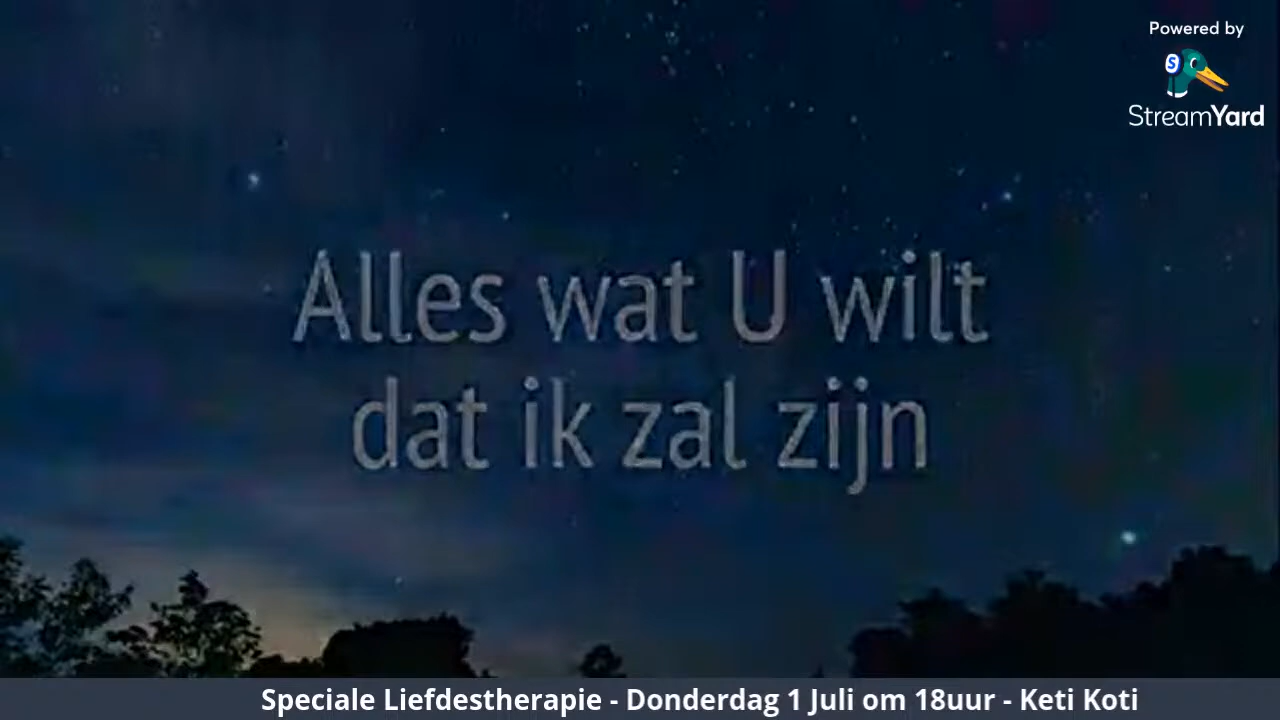 Powered by
StreamYard
Alles wat U wilt
dat ik zal zijn
Speciale Liefdestherapie - Donderdag 1 Juli om 18uur - Keti Koti